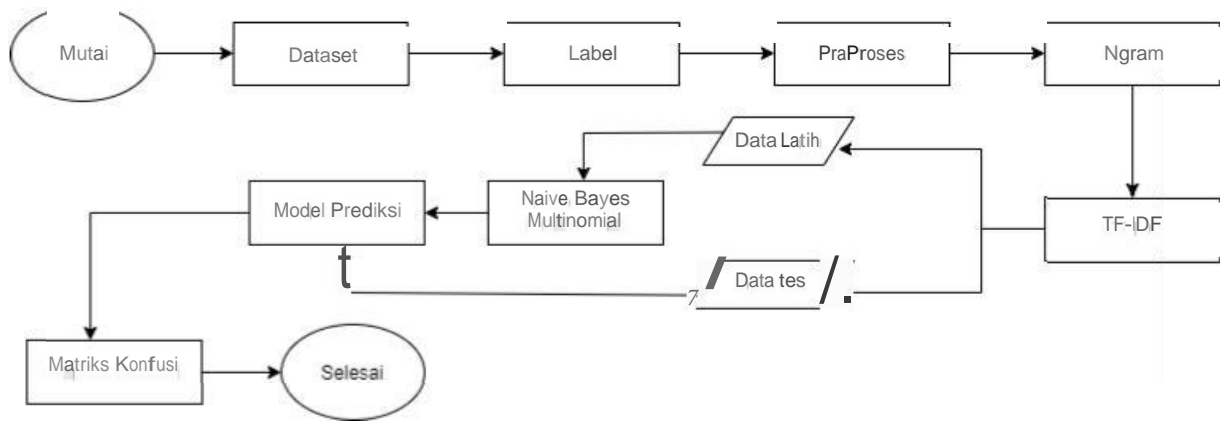 Mutai
Dataset
Label
PraProses
Ngram
Data Latih
Naive Bayes
Multinomial
Model Prediksi
TF-IDF
t
7/ Data tes /.
Matriks Konfusi
Selesai